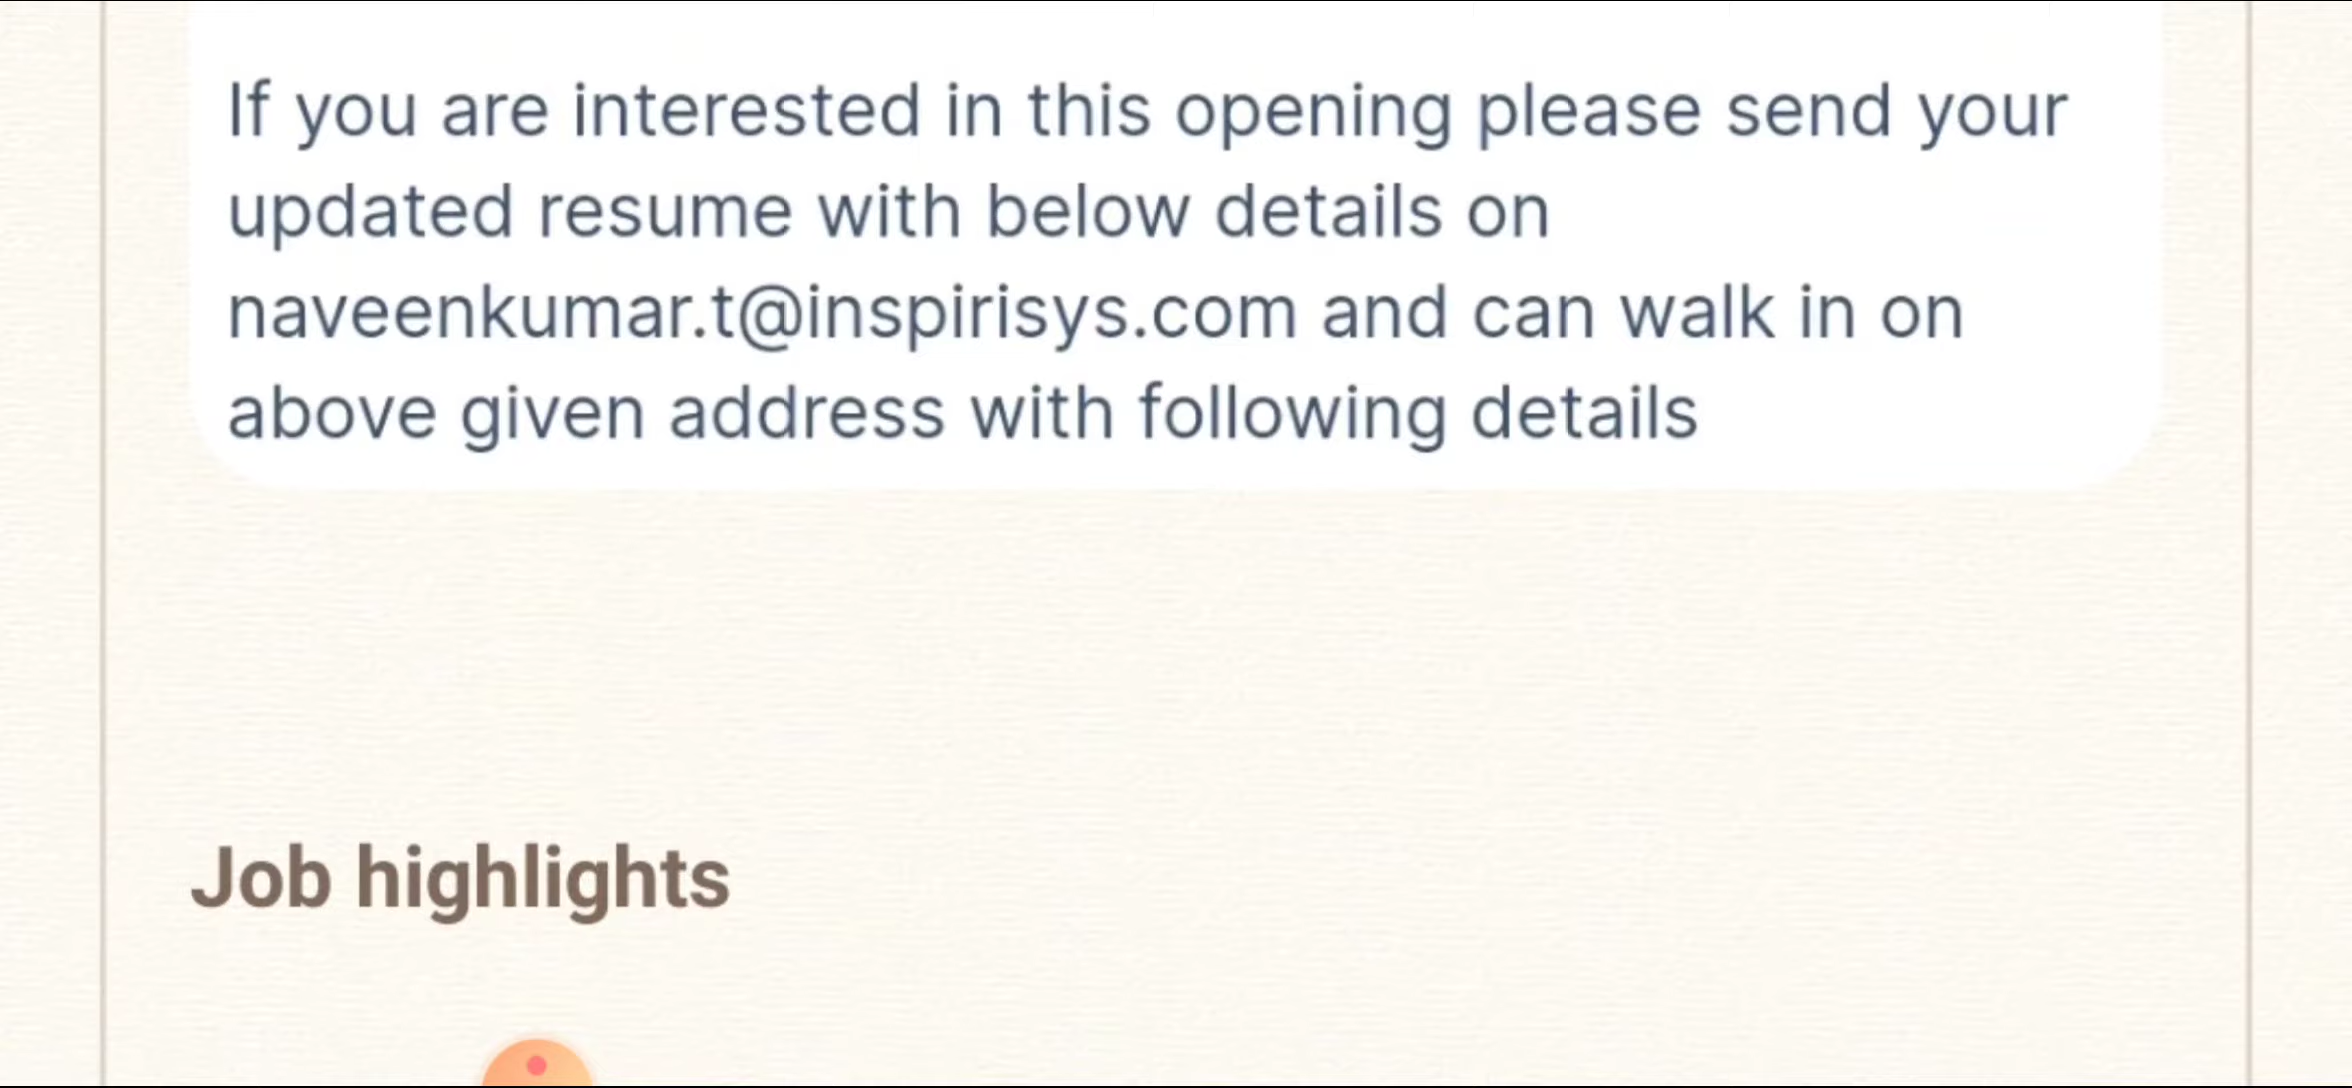 If you are interested in this opening please send your
updated resume with below details on
naveenkumar.t@inspirisys.com and can walk in on
above given address with following details
Job highlights